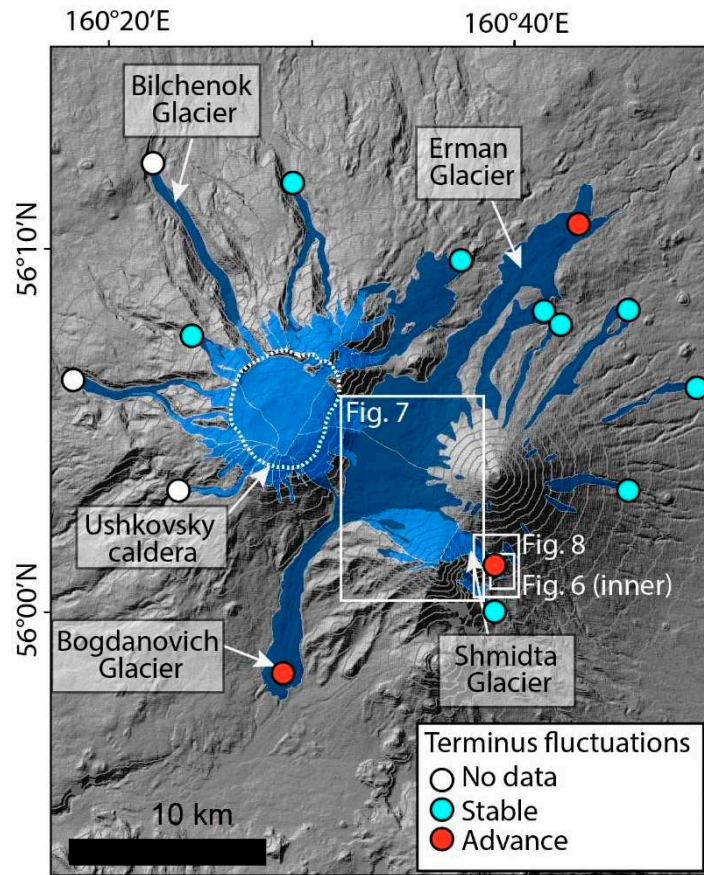 160°20′E
160°40′E
Bilchenok
Glacier
Erman
Glacier
56°10′N
Fig. 7
Ushkovsky
caldera
Fig. 8
Fig. 6 (inner)
56°00′N
Bogdanovich
Glacier
Shmidta
Glacier
Terminus fluctuations
No data
Stable
Advance
10 km